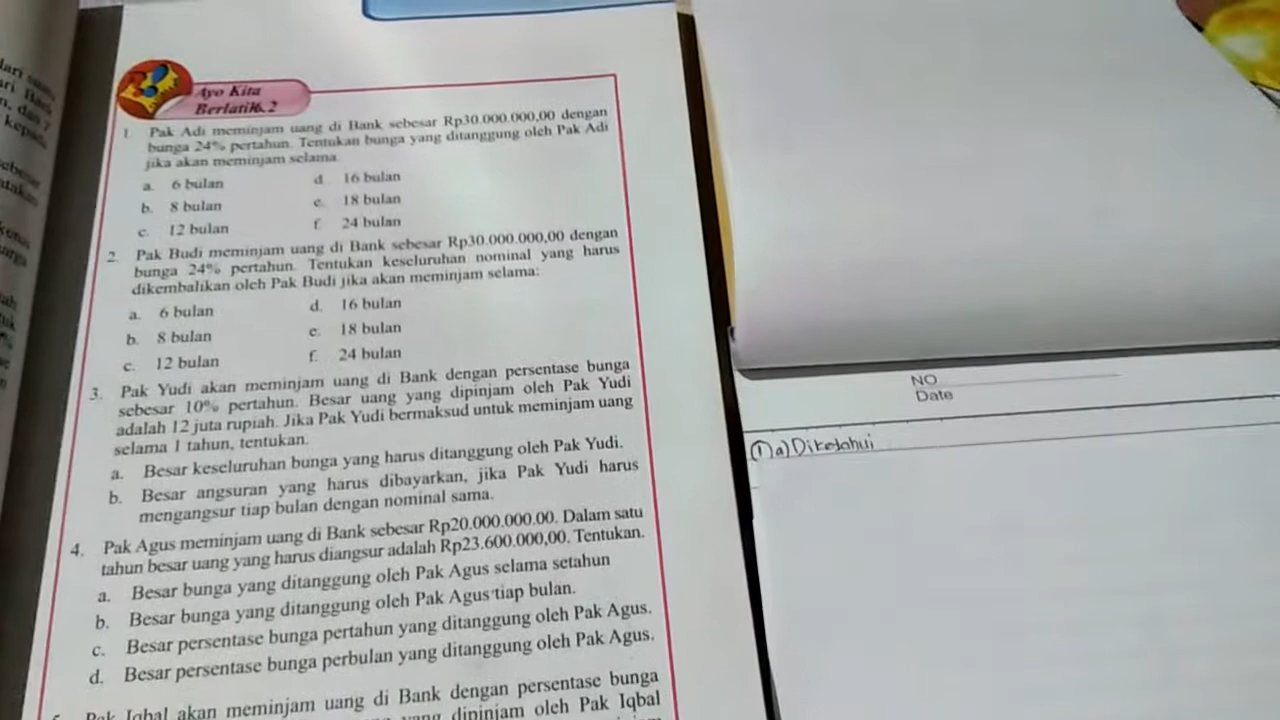 Ayo Kita
Berlatih 6.2
1. Pak Adi meminjam uang di Bank sebesar Rp30.000.000,00 dengan
bunga 24% pertahun. Tentukan bunga yang ditanggung oleh Pak Adi
jika akan meminjam selama
a. 6 bulan
d. 16 bulan
b. 8 bulan
e. 18 bulan
c. 12 bulan
f. 24 bulan
2. Pak Budi meminjam uang di Bank sebesar Rp30.000.000,00 dengan
bunga 24% pertahun. Tentukan keseluruhan nominal yang harus
dikembalikan oleh Pak Budi jika akan meminjam selama:
a. 6 bulan
d. 16 bulan
b. 8 bulan
e. 18 bulan
c. 12 bulan
f. 24 bulan
3. Pak Yudi akan meminjam uang di Bank dengan persentase bunga
sebesar 10% pertahun. Besar uang yang dipinjam oleh Pak Yudi
adalah 12 juta rupiah. Jika Pak Yudi bermaksud untuk meminjam uang
selama 1 tahun, tentukan.
a. Besar keseluruhan bunga yang harus ditanggung oleh Pak Yudi.
b. Besar angsuran yang harus dibayarkan, jika Pak Yudi harus
mengangsur tiap bulan dengan nominal sama.
4. Pak Agus meminjam uang di Bank sebesar Rp20.000.000.00. Dalam satu
tahun besar uang yang harus diangsur adalah Rp23.600.000,00. Tentukan.
a. Besar bunga yang ditanggung oleh Pak Agus selama setahun
b. Besar bunga yang ditanggung oleh Pak Agus tiap bulan.
c. Besar persentase bunga pertahun yang ditanggung oleh Pak Agus.
d. Besar persentase bunga perbulan yang ditanggung oleh Pak Agus.
Pak Iqbal akan meminjam uang di Bank dengan persentase bunga
yang dipinjam oleh Pak Iqbal
NO
Date
① a) Diketahui